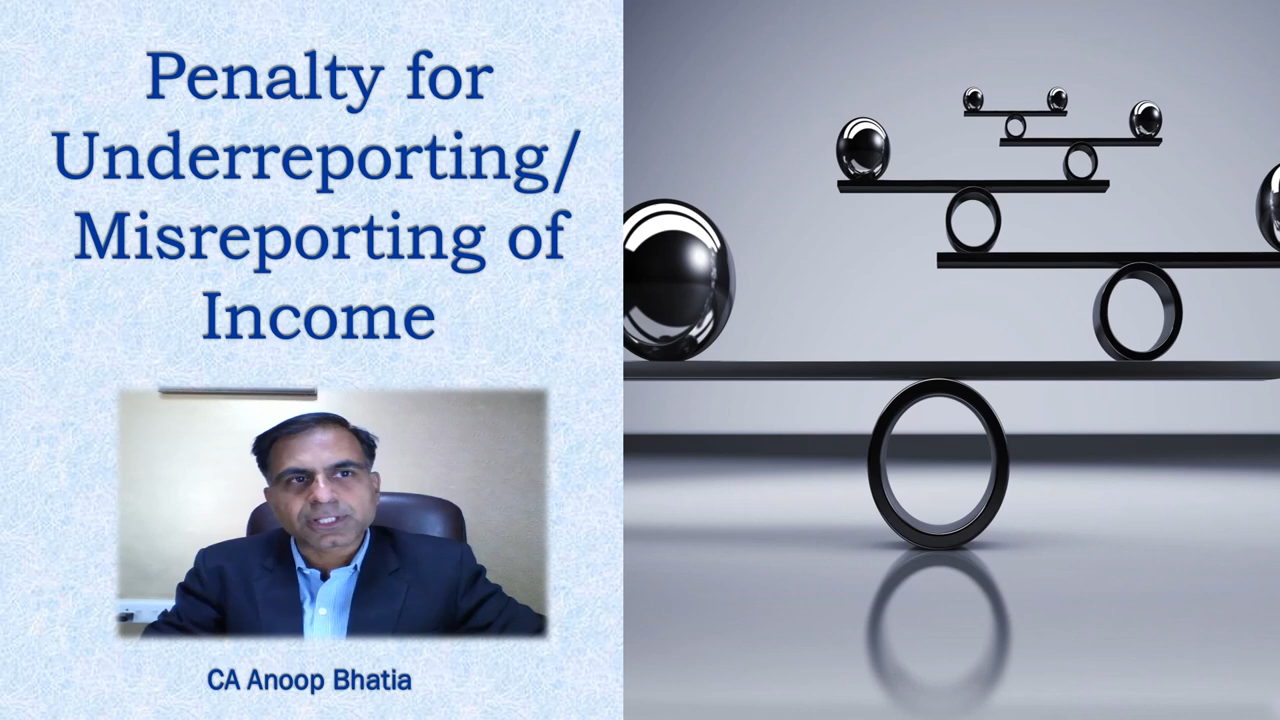 Penalty for
Underreporting/
Misreporting of
Income
CA Anoop Bhatia